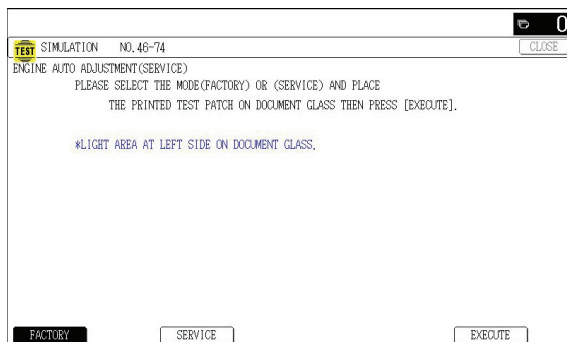 0
TEST SIMULATION NO.46-74 CLOSE
ENGINE AUTO ADJUSTMENT(SERVICE)
PLEASE SELECT THE MODE(FACTORY) OR (SERVICE) AND PLACE
THE PRINTED TEST PATCH ON DOCUMENT GLASS THEN PRESS [EXECUTE].
*LIGHT AREA AT LEFT SIDE ON DOCUMENT GLASS.
FACTORY SERVICE EXECUTE